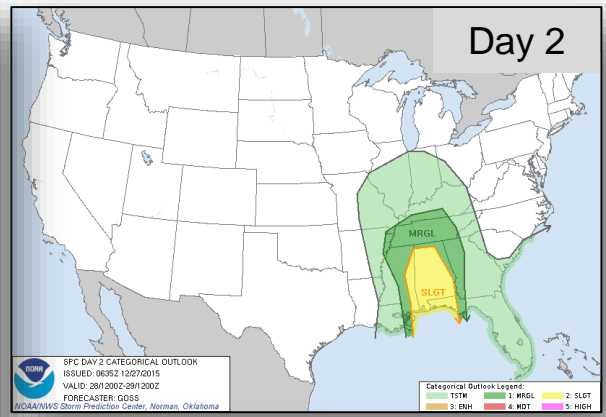 Day 2
MRGL
SLGT
NOAA
SPC DAY 2 CATEGORICAL OUTLOOK
ISSUED: 0635Z 12/27/2015
VALID: 28/1200Z-29/1200Z
FORECASTER: GOSS
NOAA/NWS Storm Prediction Center, Norman, Oklahoma
Categorical Outlook Legend:
TSTM 1: MRGL 2: SLGT
3: ENH 4: MDT 5: HIGH